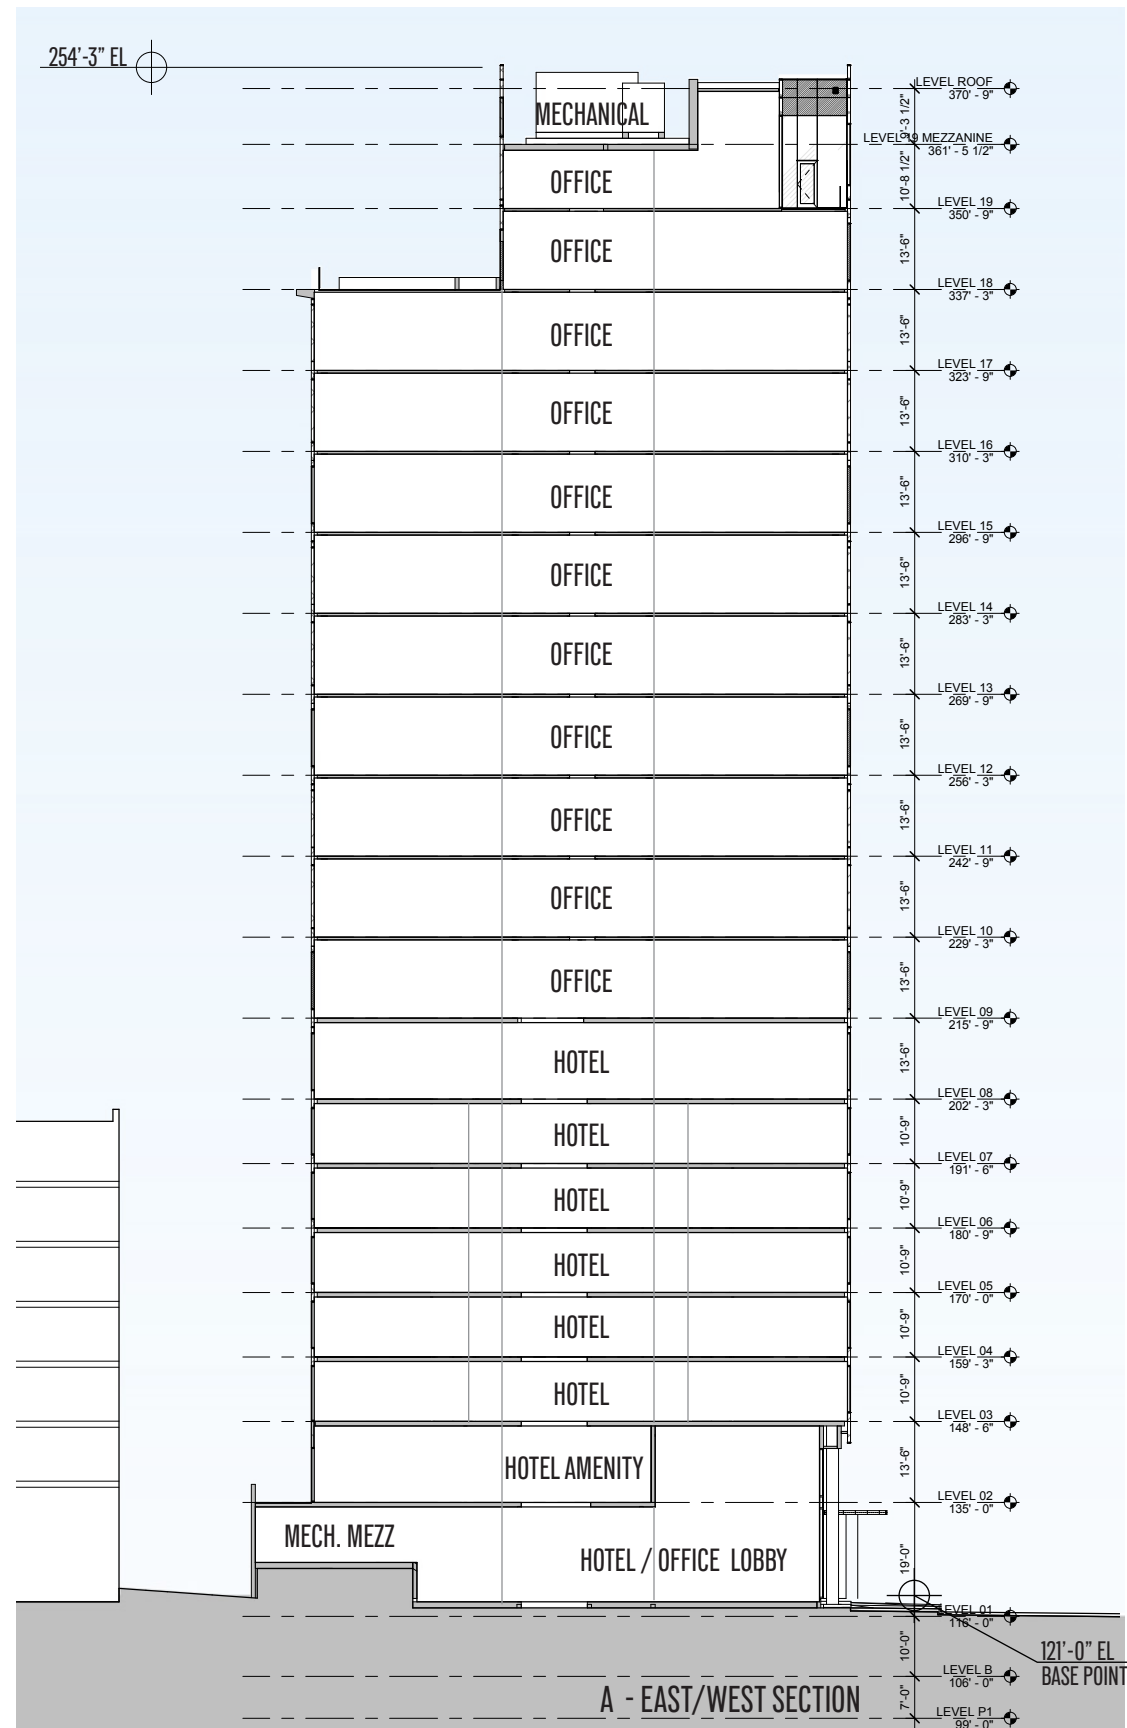 254'-3" EL
LEVEL ROOF
370' - 9"
9'-3 1/2"
MECHANICAL
LEVEL 19 MEZZANINE
361' - 5 1/2"
10'-8 1/2"
OFFICE
LEVEL 19
350' - 9"
13'-6"
OFFICE
LEVEL 18
337' - 3"
13'-6"
OFFICE
LEVEL 17
323' - 9"
13'-6"
OFFICE
LEVEL 16
310' - 3"
13'-6"
OFFICE
LEVEL 15
296' - 9"
13'-6"
OFFICE
LEVEL 14
283' - 3"
13'-6"
OFFICE
LEVEL 13
269' - 9"
13'-6"
OFFICE
LEVEL 12
256' - 3"
13'-6"
OFFICE
LEVEL 11
242' - 9"
13'-6"
OFFICE
LEVEL 10
229' - 3"
13'-6"
OFFICE
LEVEL 09
215' - 9"
13'-6"
HOTEL
LEVEL 08
202' - 3"
10'-9"
HOTEL
LEVEL 07
191' - 6"
10'-9"
HOTEL
LEVEL 06
180' - 9"
10'-9"
HOTEL
LEVEL 05
170' - 0"
10'-9"
HOTEL
LEVEL 04
159' - 3"
10'-9"
HOTEL
LEVEL 03
148' - 6"
13'-6"
HOTEL AMENITY
LEVEL 02
135' - 0"
MECH. MEZZ
HOTEL / OFFICE LOBBY
19'-0"
LEVEL 01
116' - 0"
10'-0"
121'-0" EL
BASE POINT
LEVEL B
106' - 0"
A - EAST/WEST SECTION
7'-0"
LEVEL P1
99' - 0"